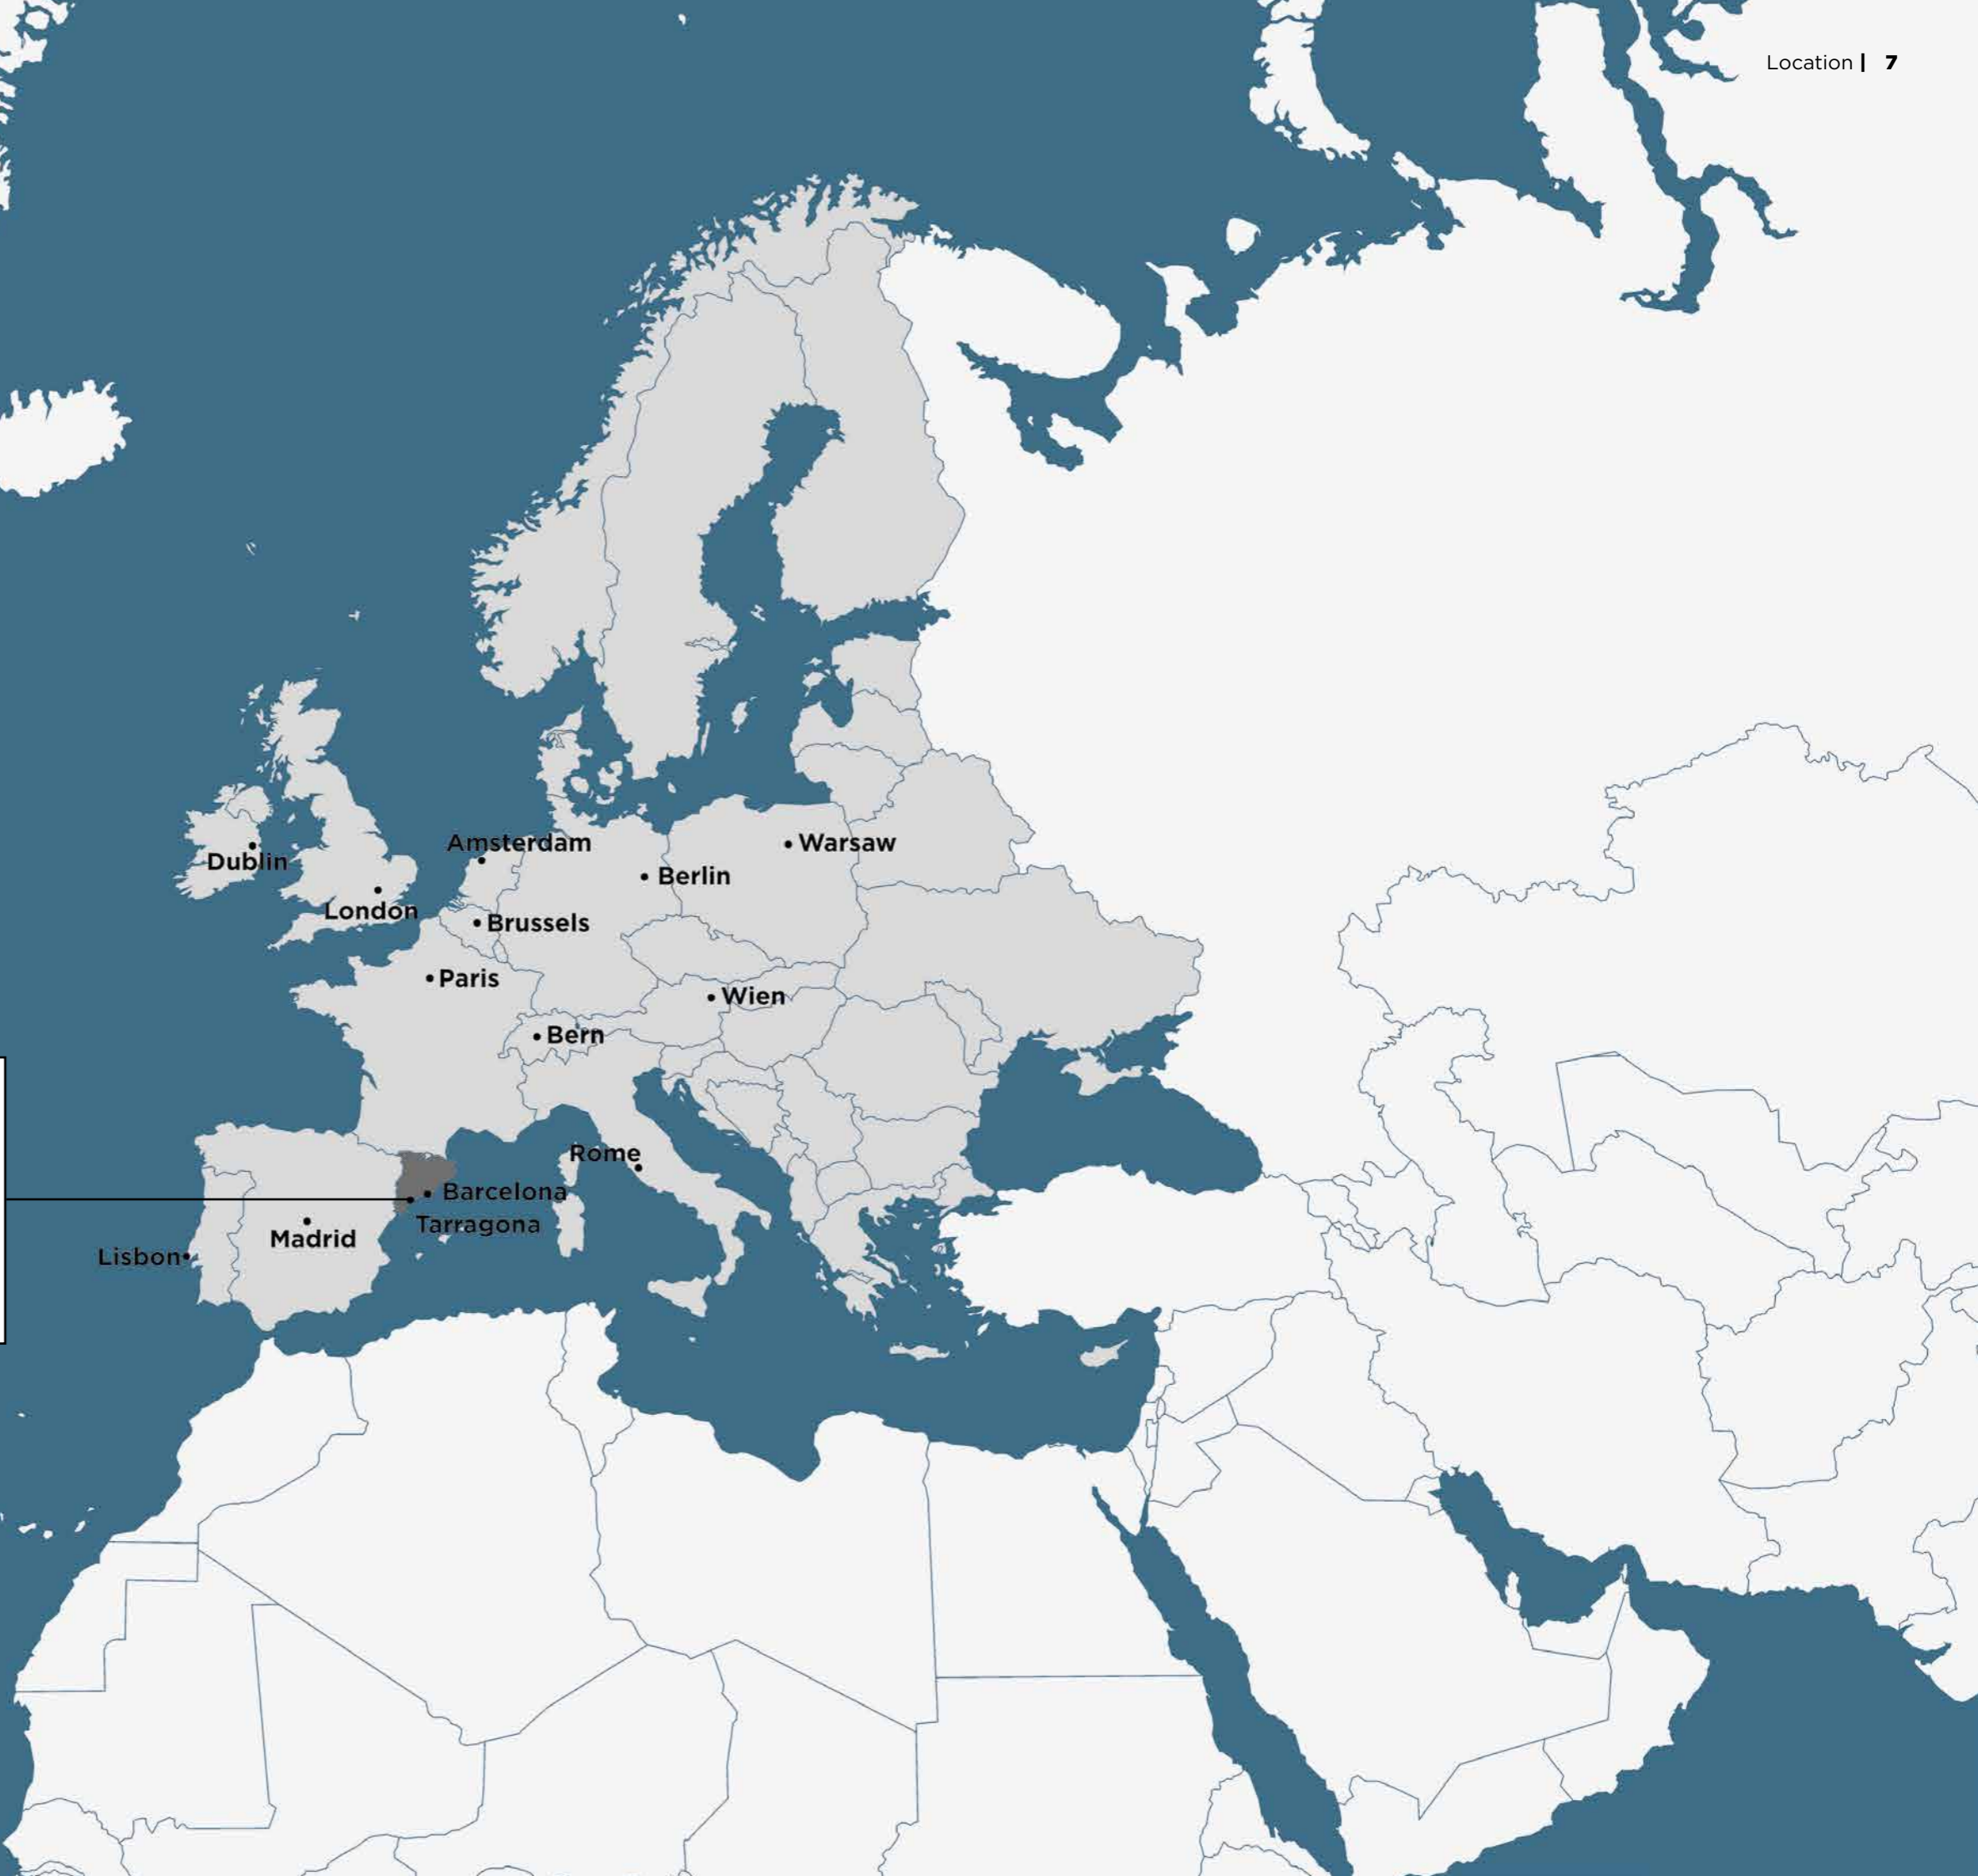 Location | 7
Amsterdam
Warsaw
Dublin
Berlin
London
Brussels
Paris
Wien
Bern
Rome
Barcelona
Tarragona
Madrid
Lisbon